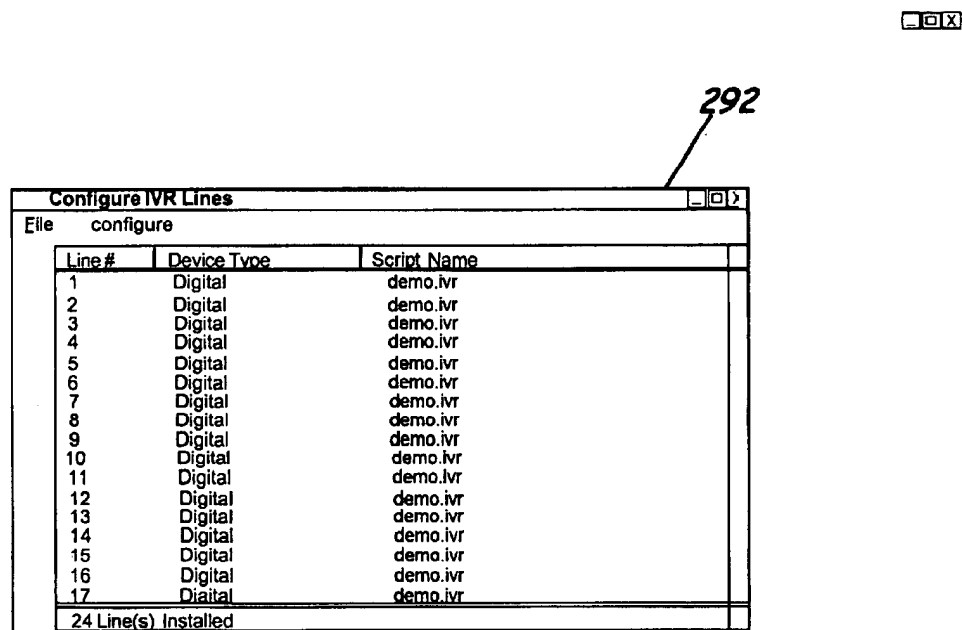 292
Configure IVR Lines
File configure
Line # Device Type Script Name
1 Digital demo.ivr
2 Digital demo.ivr
3 Digital demo.ivr
4 Digital demo.ivr
5 Digital demo.ivr
6 Digital demo.ivr
7 Digital demo.ivr
8 Digital demo.ivr
9 Digital demo.ivr
10 Digital demo.ivr
11 Digital demo.ivr
12 Digital demo.ivr
13 Digital demo.ivr
14 Digital demo.ivr
15 Digital demo.ivr
16 Digital demo.ivr
17 Digital demo.ivr
24 Line(s) Installed